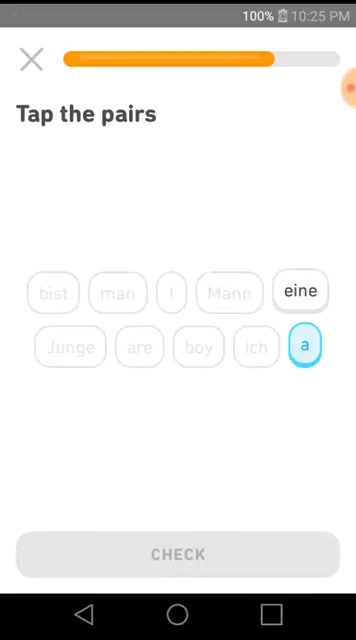 100% 10:25 PM
Tap the pairs
bist man I Mann eine
Junge are boy ich a
CHECK